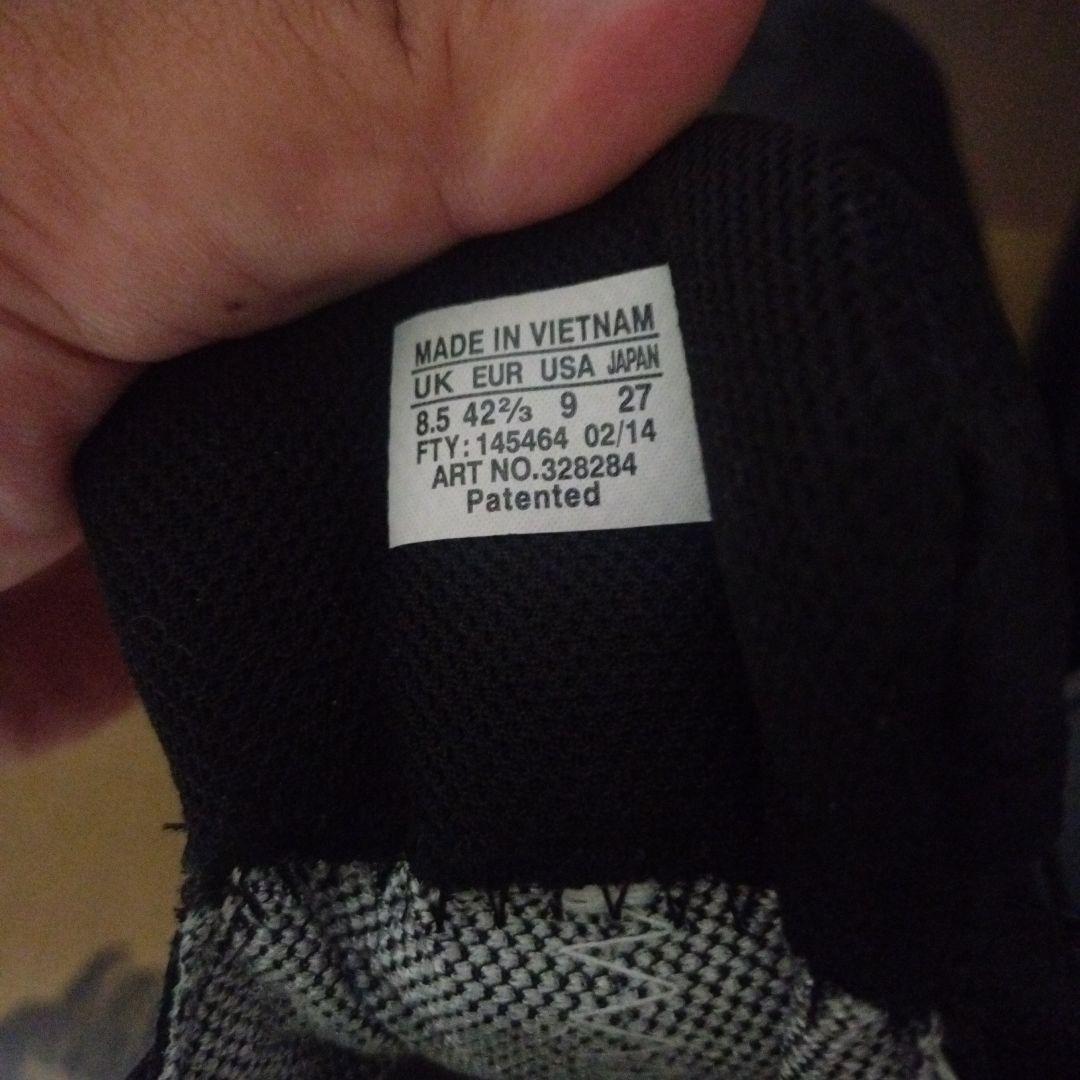 MADE IN VIETNAM
UK EUR USA JAPAN
8.5 42⅔ 9 27
FTY: 145464 02/14
ART NO.328284
Patented